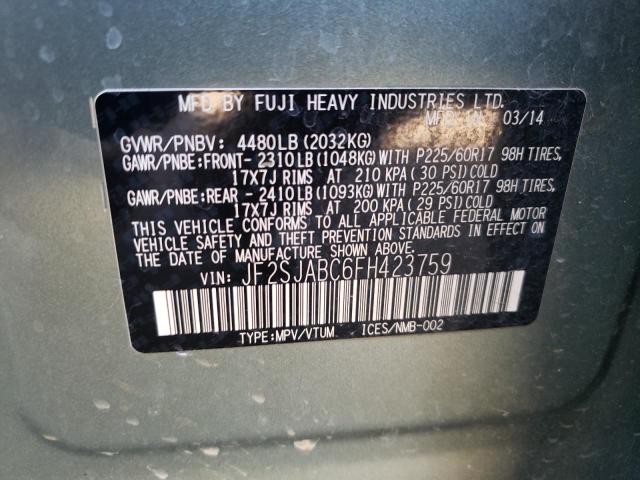 MFD BY FUJI HEAVY INDUSTRIES LTD.
MFD IN 03/14
GVWR/PNBV: 4480LB (2032KG)
GAWR/PNBE:FRONT- 2310LB(1048KG)WITH P225/60R17 98H TIRES,
17X7J RIMS AT 210 KPA( 30 PSI)COLD
GAWR/PNBE:REAR - 2410LB(1093KG)WITH P225/60R17 98H TIRES,
17X7J RIMS AT 200 KPA( 29 PSI)COLD
THIS VEHICLE CONFORMS TO ALL APPLICABLE FEDERAL MOTOR
VEHICLE SAFETY AND THEFT PREVENTION STANDARDS IN EFFECT ON
THE DATE OF MANUFACTURE SHOWN ABOVE.
VIN: JF2SJABC6FH423759
TYPE:MPV/VTUM ICES/NMB-002